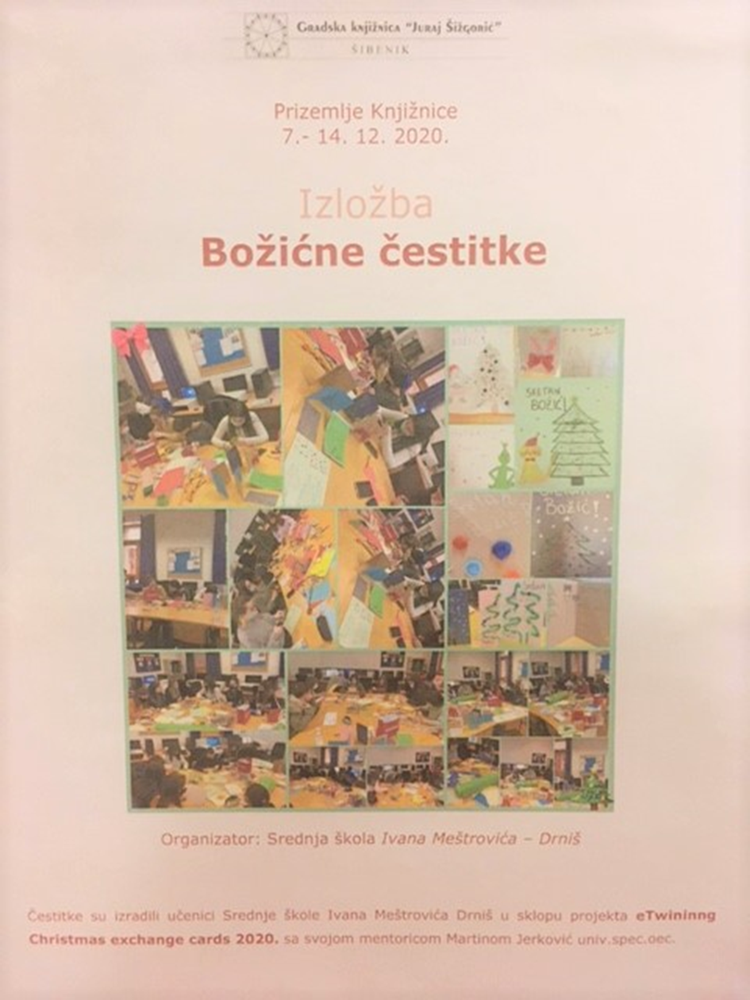 Gradska knjižnica "Juraj Šižgorić"
ŠIBENIK
Prizemlje Knjižnice
7.- 14. 12. 2020.
Izložba
Božićne čestitke
SRETAN
BOŽIĆ!
Božić!
Organizator: Srednja škola Ivana Meštrovića – Drniš
Čestitke su izradili učenici Srednje škole Ivana Meštrovića Drniš u sklopu projekta eTwininng
Christmas exchange cards 2020. sa svojom mentoricom Martinom Jerković univ.spec.oec.